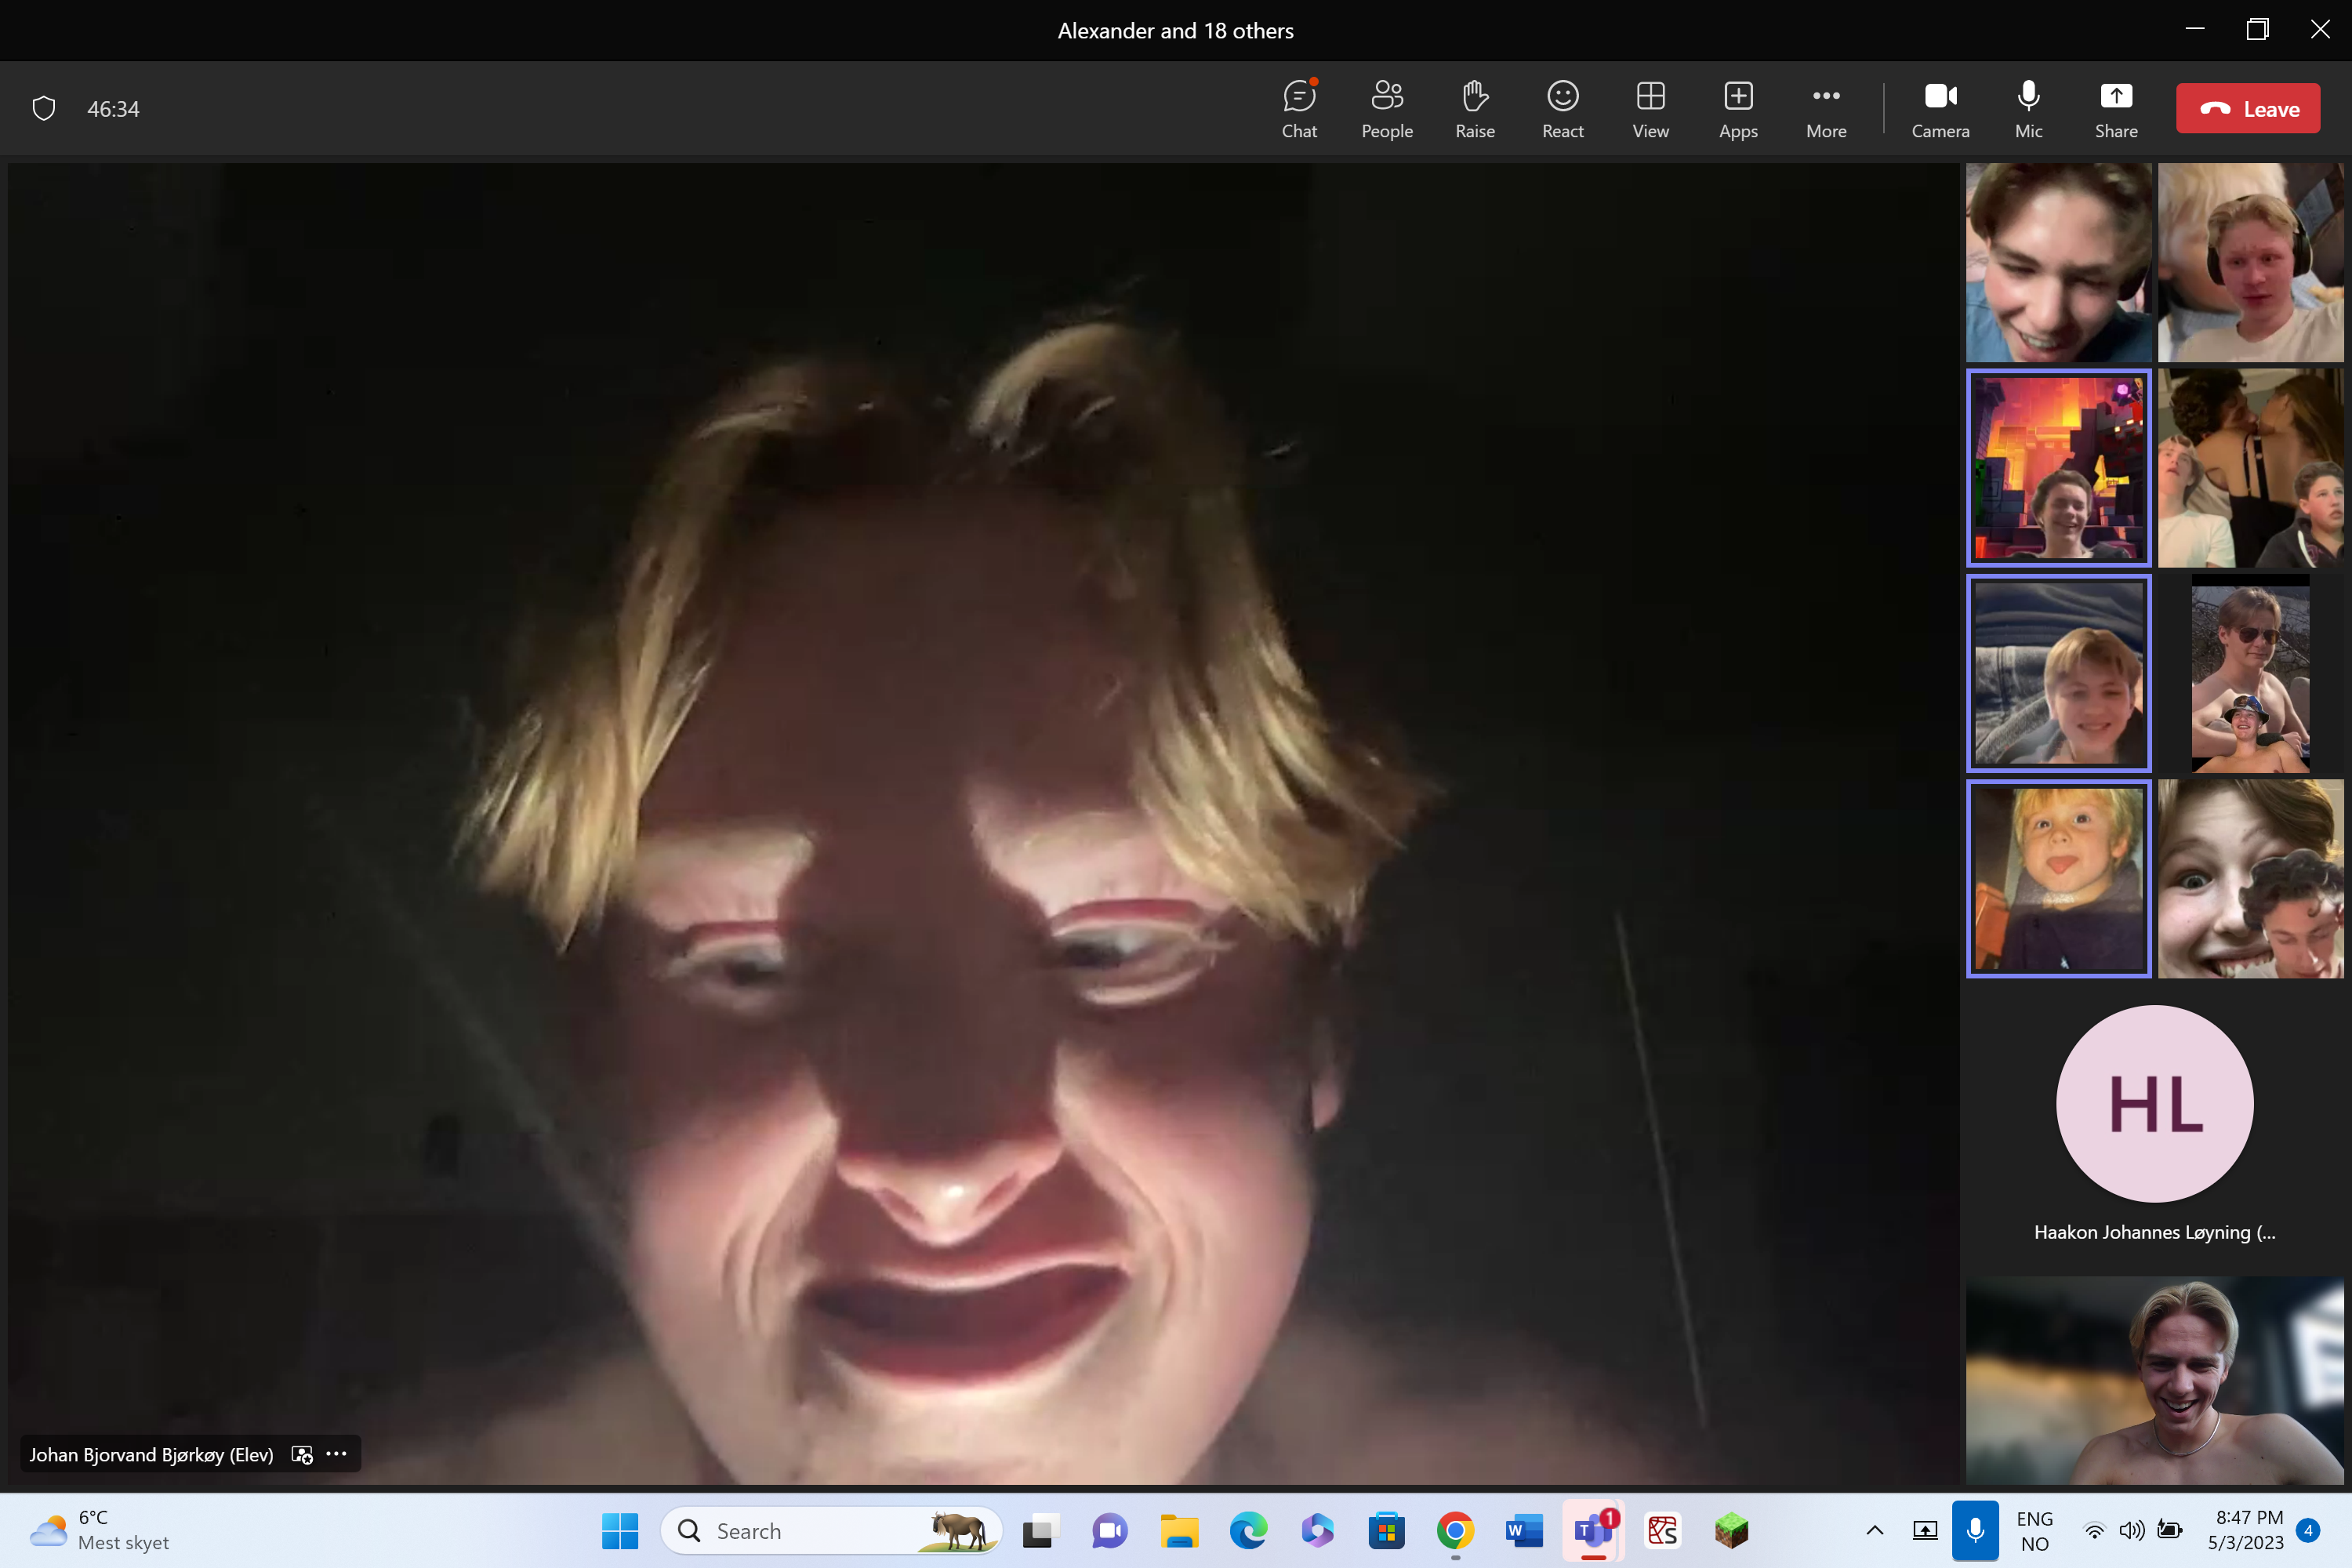 Alexander and 18 others
46:34
Chat
People
Raise
React
View
Apps
More
Camera
Mic
Share
Leave
HL
Haakon Johannes Løyning (...
Johan Bjorvand Bjørkøy (Elev)
6°C
Mest skyet
Search
W
T
1
S
ENG
NO
8:47 PM
5/3/2023
4